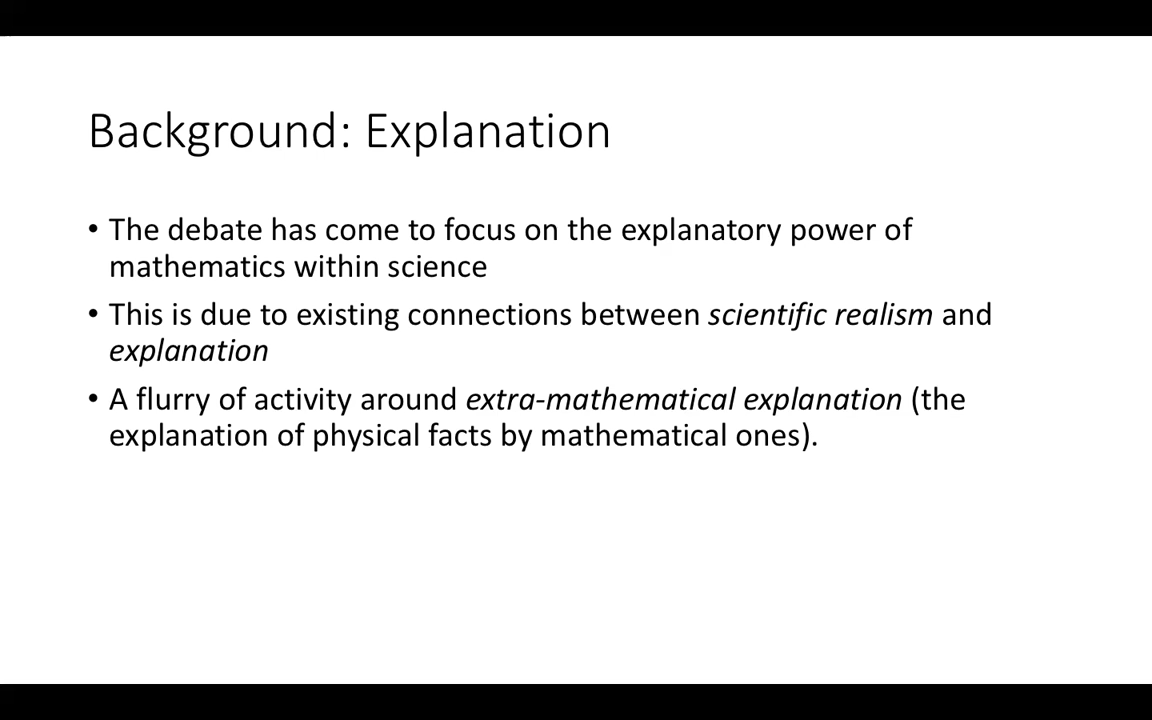 Background: Explanation
• The debate has come to focus on the explanatory power of
mathematics within science
• This is due to existing connections between scientific realism and
explanation
• A flurry of activity around extra-mathematical explanation (the
explanation of physical facts by mathematical ones).